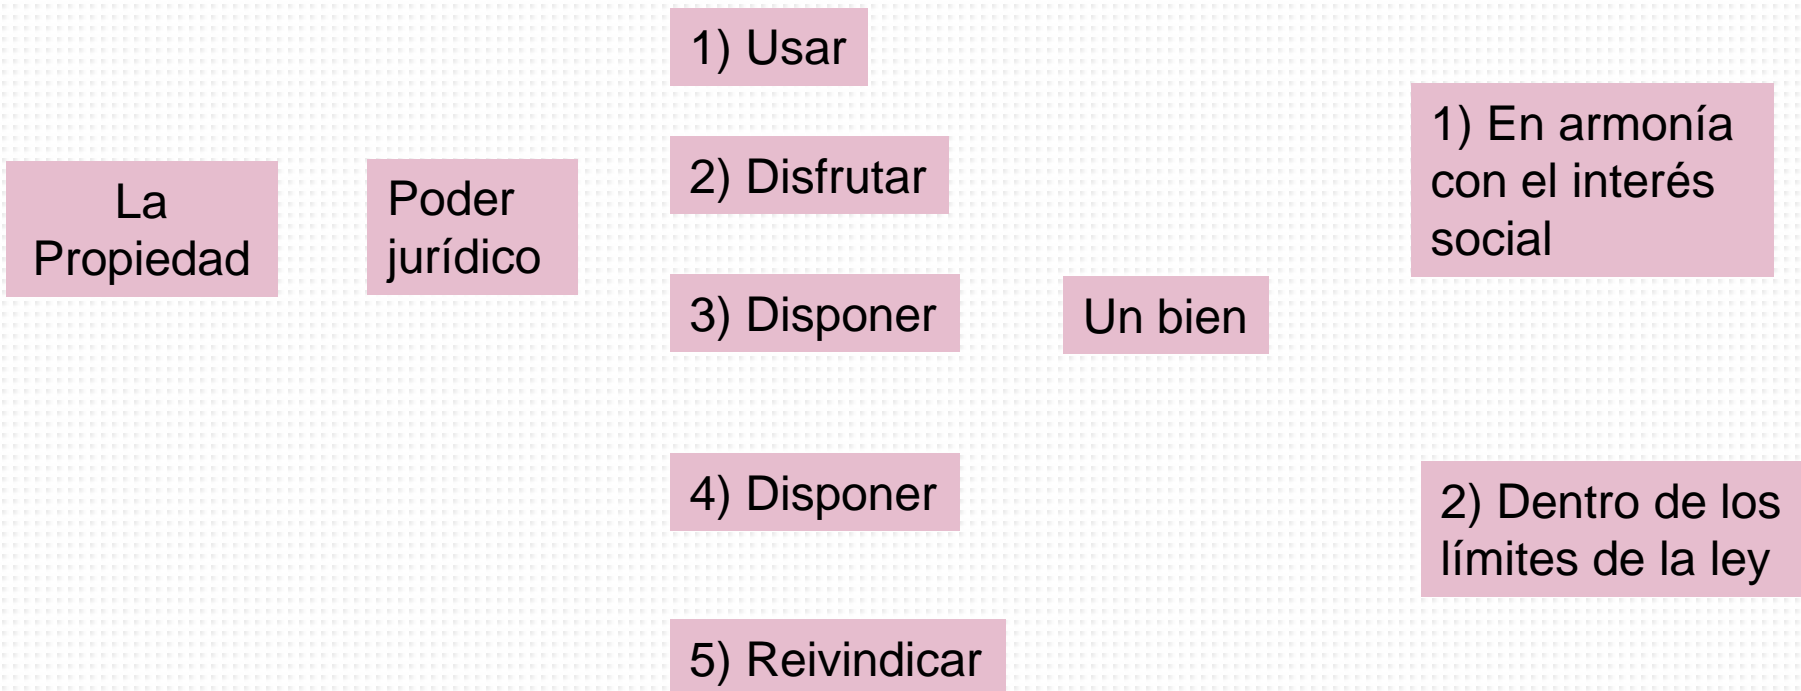 La
Propiedad
Poder
jurídico
1) Usar
2) Disfrutar
3) Disponer
4) Disponer
5) Reivindicar
Un bien
1) En armonía
con el interés
social
2) Dentro de los
límites de la ley